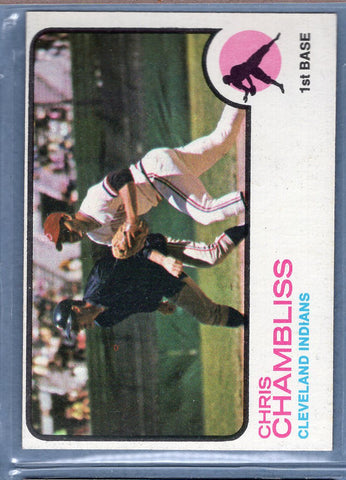 1st BASE
CHRIS
CHAMBLISS
CLEVELAND INDIANS